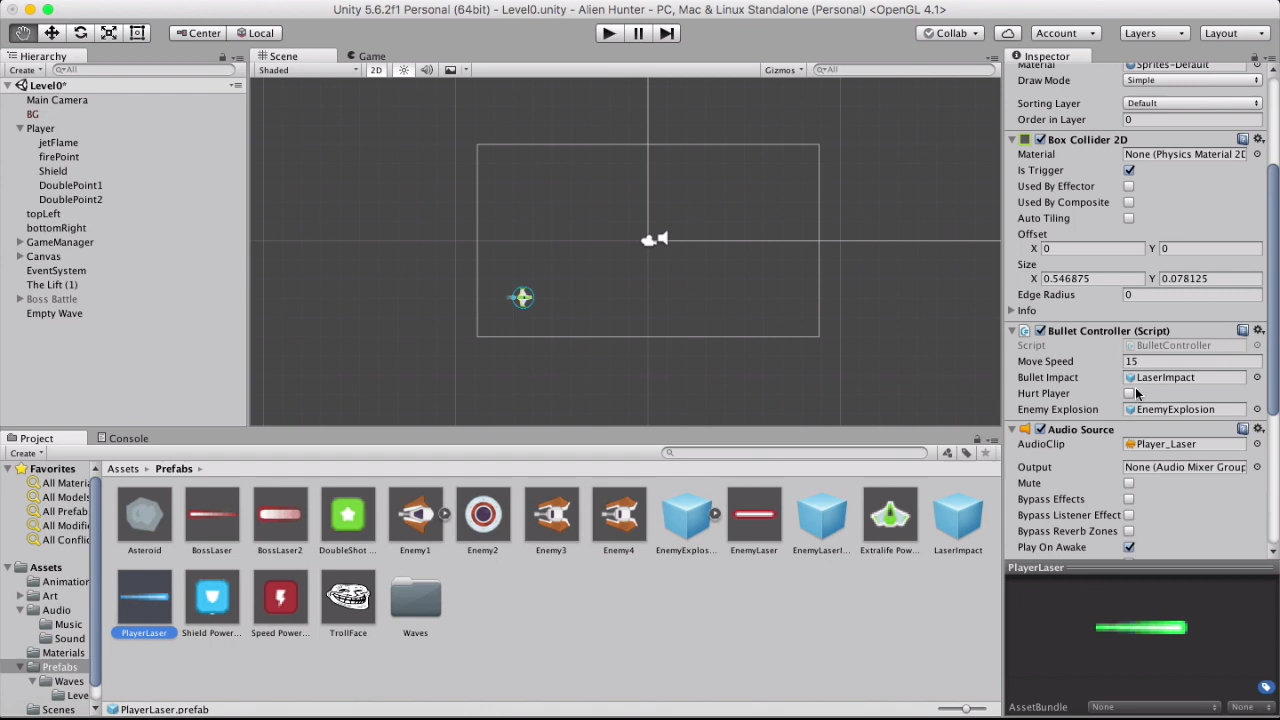 Unity 5.6.2f1 Personal (64bit) - Level0.unity - Alien Hunter - PC, Mac & Linux Standalone (Personal) <OpenGL 4.1>
Center Local
Collab Account Layers Layout
Hierarchy
Create All
Level0*
Main Camera
BG
Player
jetFlame
firePoint
Shield
DoublePoint1
DoublePoint2
topLeft
bottomRight
GameManager
Canvas
EventSystem
The Lift (1)
Boss Battle
Empty Wave
Scene Game
Shaded 2D Gizmos All
Inspector
Material Sprites-Default
Draw Mode Simple
Sorting Layer Default
Order in Layer 0
Box Collider 2D
Material None (Physics Material 2D
Is Trigger
Used By Effector
Used By Composite
Auto Tiling
Offset
X 0 Y 0
Size
X 0.546875 Y 0.078125
Edge Radius 0
Info
Bullet Controller (Script)
Script BulletController
Move Speed 15
Bullet Impact LaserImpact
Hurt Player
Enemy Explosion EnemyExplosion
Audio Source
AudioClip Player_Laser
Output None (Audio Mixer Group
Mute
Bypass Effects
Bypass Listener Effect
Bypass Reverb Zones
Play On Awake
PlayerLaser
AssetBundle None None
Project Console
Create
Favorites
All Materi
All Models
All Prefab
All Modifi
All Confli
Assets
Animation
Art
Audio
Music
Sound
Materials
Prefabs
Waves
Leve
Scenes
Assets Prefabs
Asteroid BossLaser BossLaser2 DoubleShot ... Enemy1 Enemy2 Enemy3 Enemy4 EnemyExplos... EnemyLaser EnemyLaserI... Extralife Pow... LaserImpact
PlayerLaser Shield Power... Speed Power... TrollFace Waves
PlayerLaser.prefab